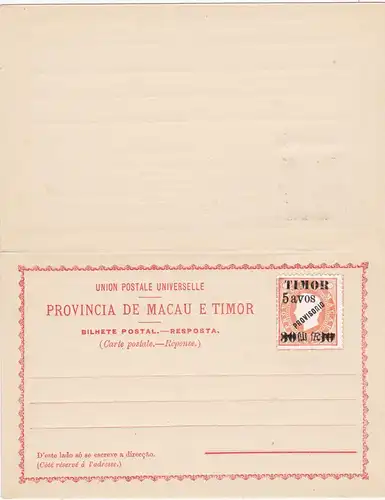 UNION POSTALE UNIVERSELLE
PROVINCIA DE MACAU E TIMOR
BILHETE POSTAL.—RESPOSTA.
(Carte postale.—Réponse.)
TIMOR
5 avos
PROVISORIO
D'este lado só se escreve a direcção.
(Côté réservé á l'adresse.)